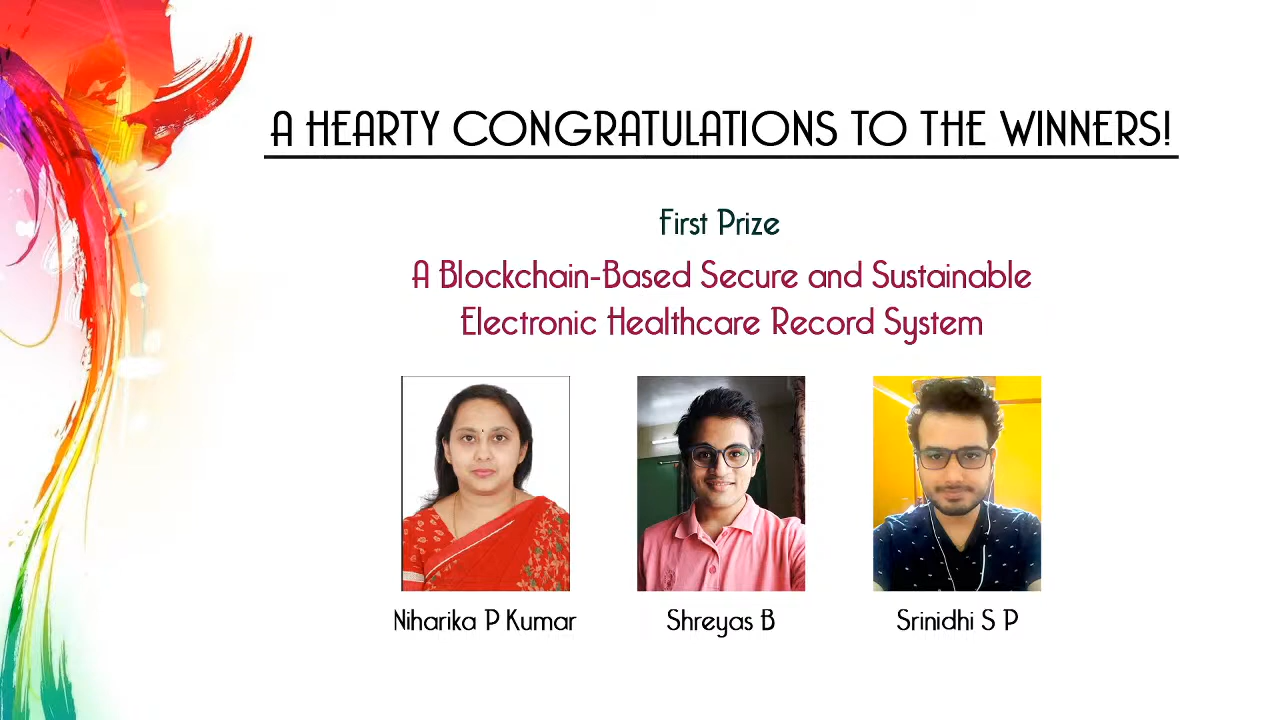 A HEARTY CONGRATULATIONS TO THE WINNERS!
First Prize
A Blockchain-Based Secure and Sustainable
Electronic Healthcare Record System
Niharika P Kumar
Shreyas B
Srinidhi S P